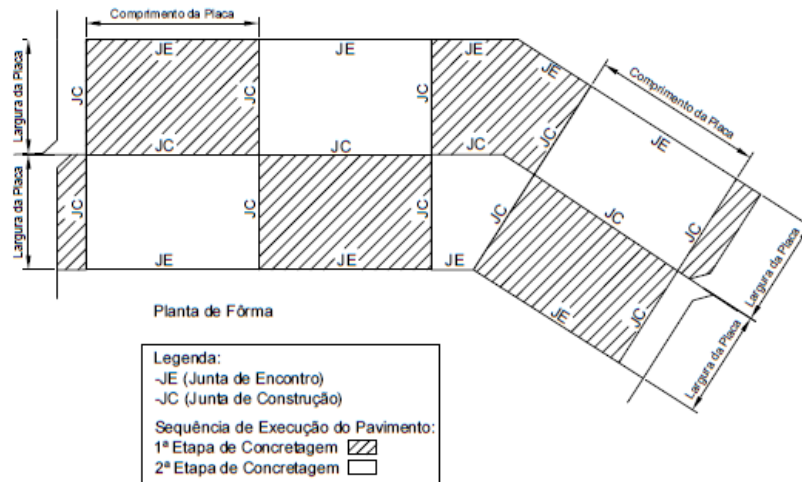 Comprimento da Placa
JE
JE
JE
JE
Largura da Placa
JC
JC
JC
JC
Comprimento da Placa
JE
JC
JC
JC
Largura da Placa
JC
JC
JC
JC
JC
JE
JE
JE
JE
JC
Largura da Placa
Largura da Placa
Planta de Fôrma
Legenda:
-JE (Junta de Encontro)
-JC (Junta de Construção)
Sequência de Execução do Pavimento:
1ª Etapa de Concretagem
2ª Etapa de Concretagem